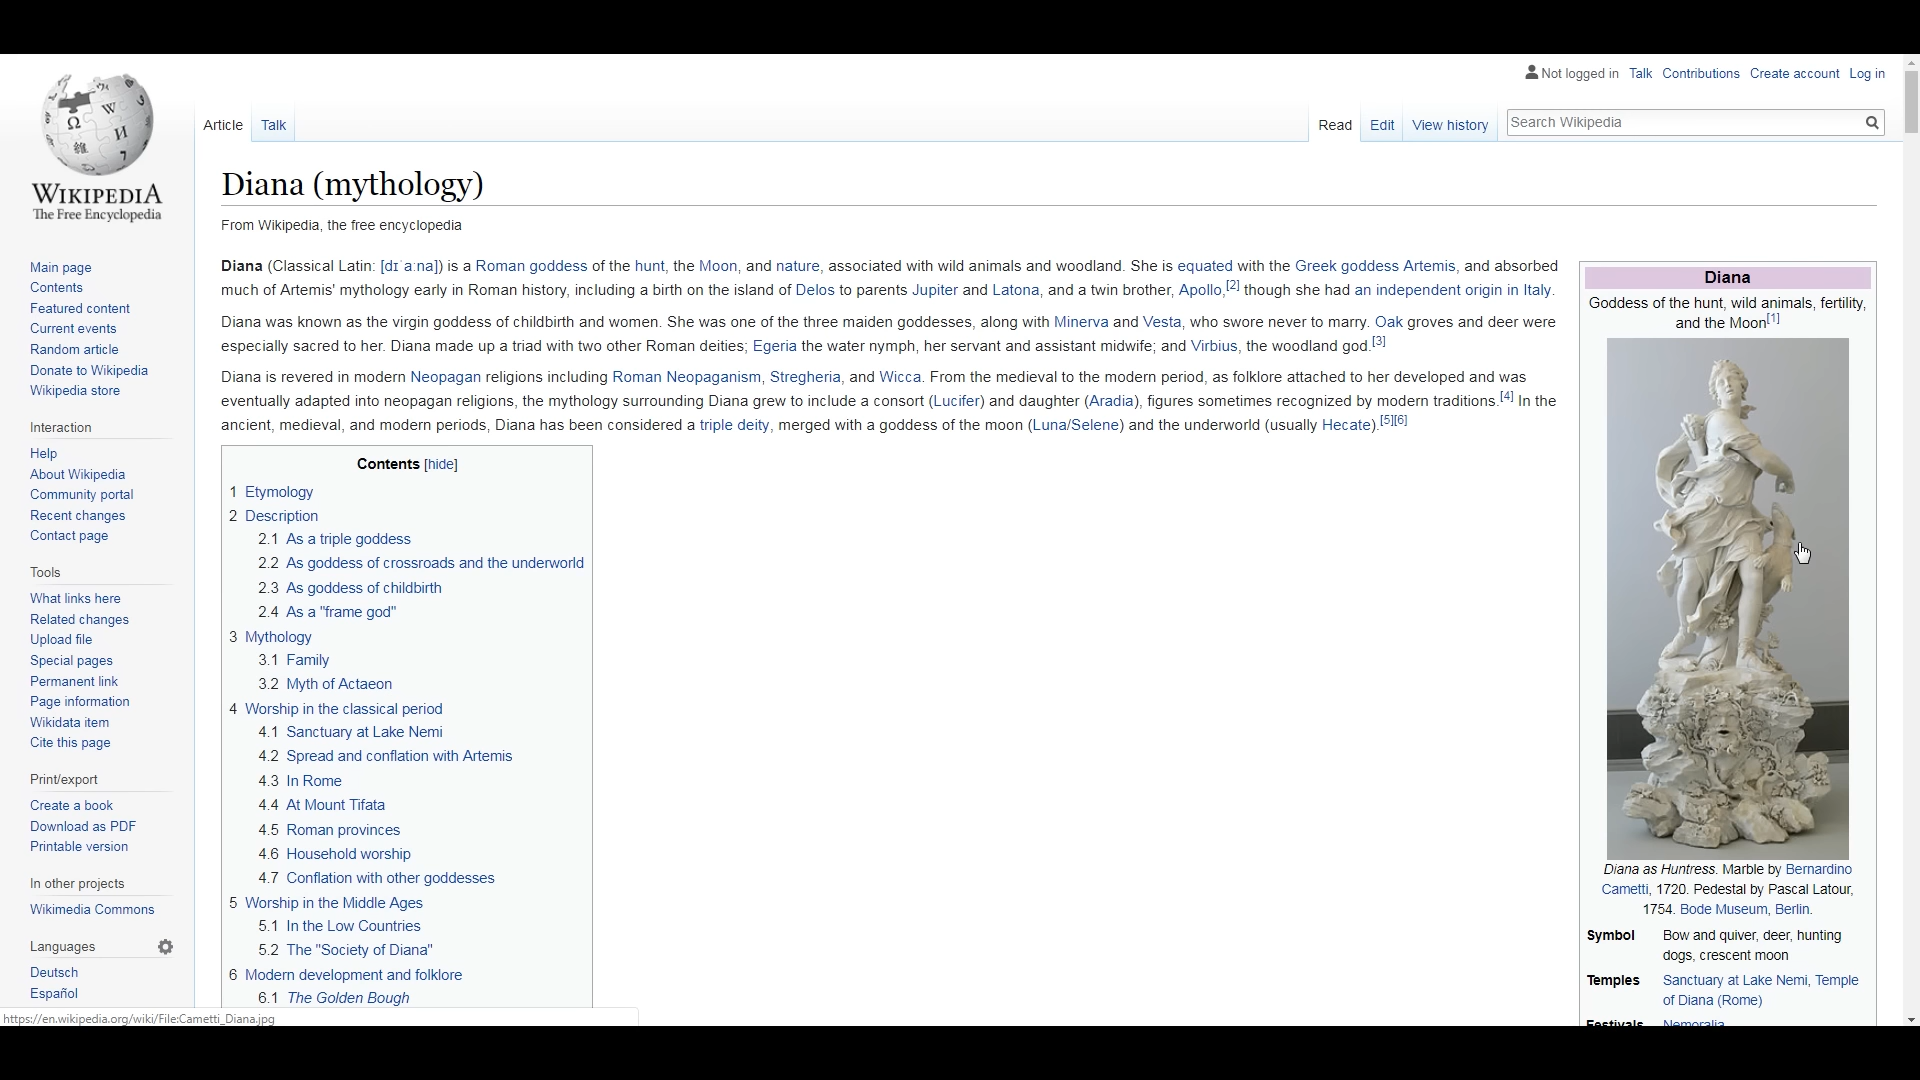 Not logged in Talk Contributions Create account Log in
Article Talk
Read Edit View history Search Wikipedia
WIKIPEDIA
The Free Encyclopedia
Main page
Contents
Featured content
Current events
Random article
Donate to Wikipedia
Wikipedia store
Interaction
Help
About Wikipedia
Community portal
Recent changes
Contact page
Tools
What links here
Related changes
Upload file
Special pages
Permanent link
Page information
Wikidata item
Cite this page
Print/export
Create a book
Download as PDF
Printable version
In other projects
Wikimedia Commons
Languages
Deutsch
Español
Diana (mythology)
From Wikipedia, the free encyclopedia
Diana (Classical Latin: [dɪˈaːna]) is a Roman goddess of the hunt, the Moon, and nature, associated with wild animals and woodland. She is equated with the Greek goddess Artemis, and absorbed
much of Artemis' mythology early in Roman history, including a birth on the island of Delos to parents Jupiter and Latona, and a twin brother, Apollo,[2] though she had an independent origin in Italy.
Diana was known as the virgin goddess of childbirth and women. She was one of the three maiden goddesses, along with Minerva and Vesta, who swore never to marry. Oak groves and deer were
especially sacred to her. Diana made up a triad with two other Roman deities; Egeria the water nymph, her servant and assistant midwife; and Virbius, the woodland god.[3]
Diana is revered in modern Neopagan religions including Roman Neopaganism, Stregheria, and Wicca. From the medieval to the modern period, as folklore attached to her developed and was
eventually adapted into neopagan religions, the mythology surrounding Diana grew to include a consort (Lucifer) and daughter (Aradia), figures sometimes recognized by modern traditions.[4] In the
ancient, medieval, and modern periods, Diana has been considered a triple deity, merged with a goddess of the moon (Luna/Selene) and the underworld (usually Hecate).[5][6]
Contents [hide]
1 Etymology
2 Description
2.1 As a triple goddess
2.2 As goddess of crossroads and the underworld
2.3 As goddess of childbirth
2.4 As a "frame god"
3 Mythology
3.1 Family
3.2 Myth of Actaeon
4 Worship in the classical period
4.1 Sanctuary at Lake Nemi
4.2 Spread and conflation with Artemis
4.3 In Rome
4.4 At Mount Tifata
4.5 Roman provinces
4.6 Household worship
4.7 Conflation with other goddesses
5 Worship in the Middle Ages
5.1 In the Low Countries
5.2 The "Society of Diana"
6 Modern development and folklore
6.1 The Golden Bough
Diana
Goddess of the hunt, wild animals, fertility,
and the Moon[1]
Diana as Huntress. Marble by Bernardino
Cametti, 1720. Pedestal by Pascal Latour,
1754. Bode Museum, Berlin.
Symbol Bow and quiver, deer, hunting
dogs, crescent moon
Temples Sanctuary at Lake Nemi, Temple
of Diana (Rome)
Festivals Nemoralia
https://en.wikipedia.org/wiki/File:Cametti_Diana.jpg